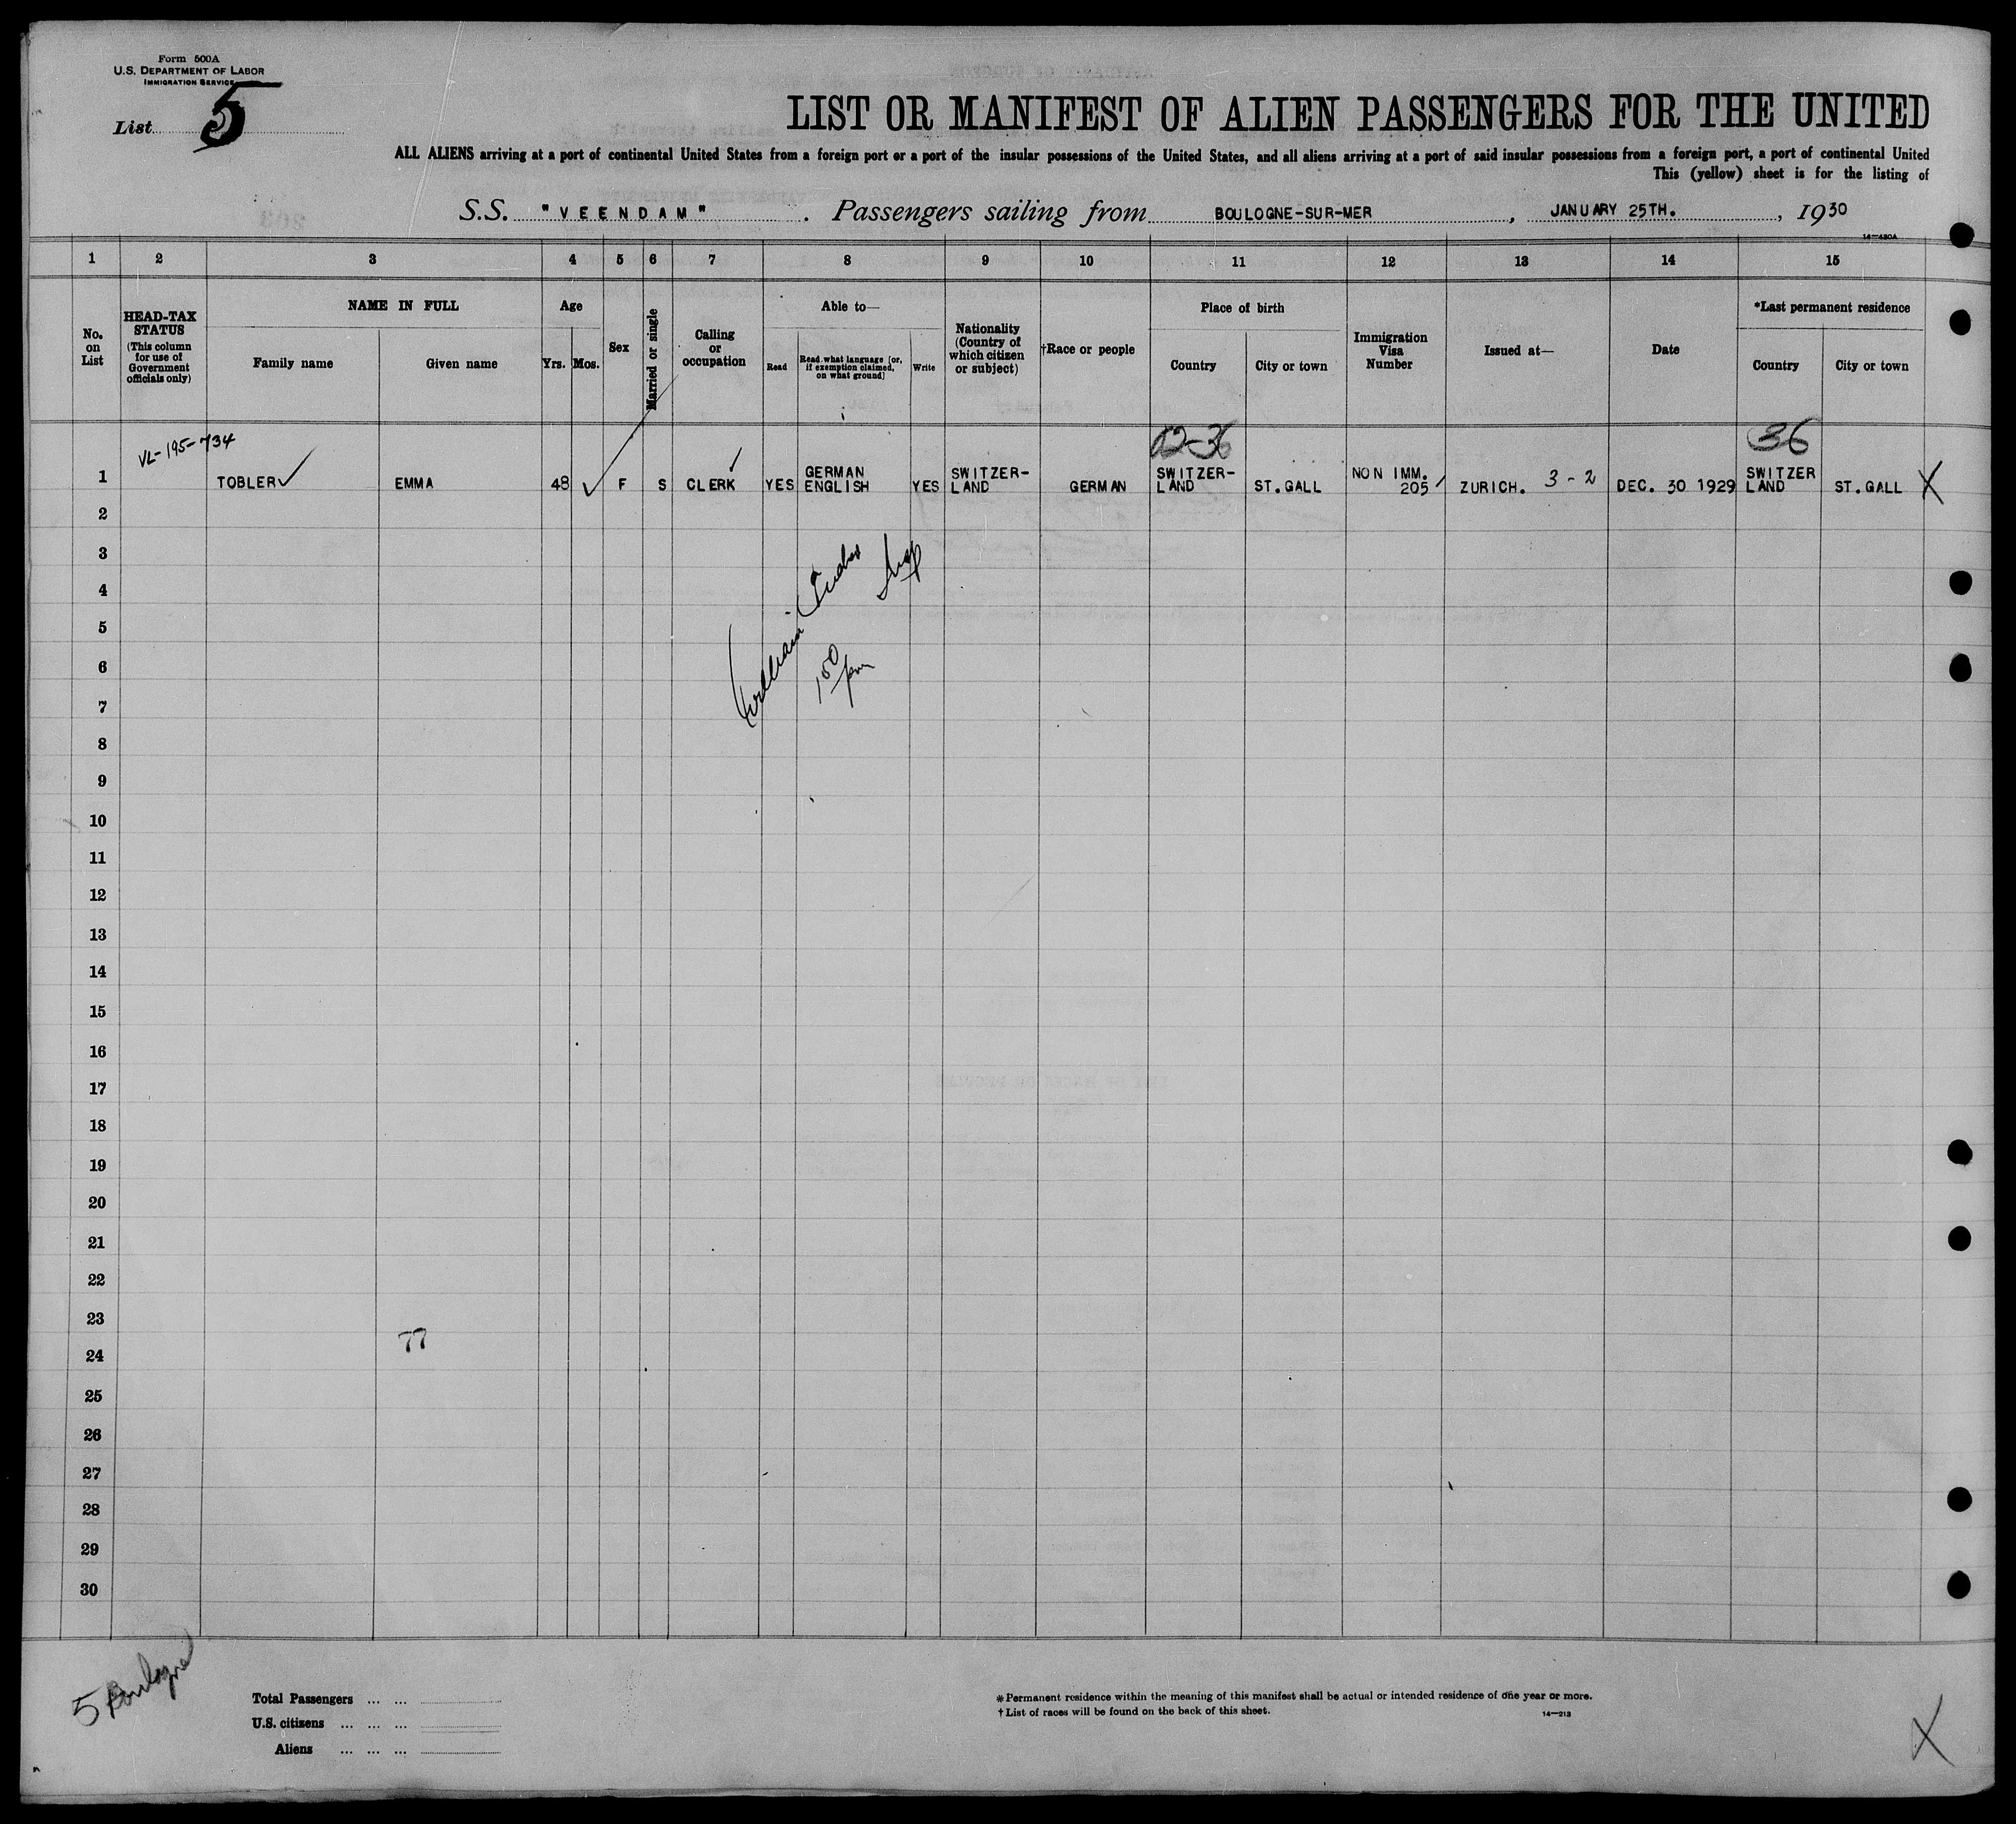 Form 500A
U.S. DEPARTMENT OF LABOR
IMMIGRATION SERVICE
List 5
LIST OR MANIFEST OF ALIEN PASSENGERS FOR THE UNITED
ALL ALIENS arriving at a port of continental United States from a foreign port or a port of the insular possessions of the United States, and all aliens arriving at a port of said insular possessions from a foreign port, a port of continental United
This (yellow) sheet is for the listing of
S.S. "VEENDAM". Passengers sailing from BOULOGNE-SUR-MER, JANUARY 25TH., 1930
14—430A
1 2 3 4 5 6 7 8 9 10 11 12 13 14 15
No. on List
HEAD-TAX STATUS (This column for use of Government officials only)
NAME IN FULL
Family name
Given name
Age
Yrs.
Mos.
Sex
Married or single
Calling or occupation
Able to—
Read
Read what language [or, if exemption claimed, on what ground]
Write
Nationality (Country of which citizen or subject)
†Race or people
Place of birth
Country
City or town
Immigration Visa Number
Issued at—
Date
*Last permanent residence
Country
City or town
VL-195-734
36
1 TOBLER EMMA 48 F S CLERK YES GERMAN ENGLISH YES SWITZER-LAND GERMAN SWITZER-LAND ST.GALL NON IMM. 205 ZURICH. 3-2 DEC. 30 1929 SWITZER LAND ST.GALL X
2
3
4
5
6
7
8
9
10
11
12
13
14
15
16
17
18
19
20
21
22
23
77
24
25
26
27
28
29
30
William
5 Boulogne
Total Passengers ... ...
U.S. citizens ... ... ...
Aliens ... ... ...
*Permanent residence within the meaning of this manifest shall be actual or intended residence of one year or more.
†List of races will be found on the back of this sheet.
14—213
X